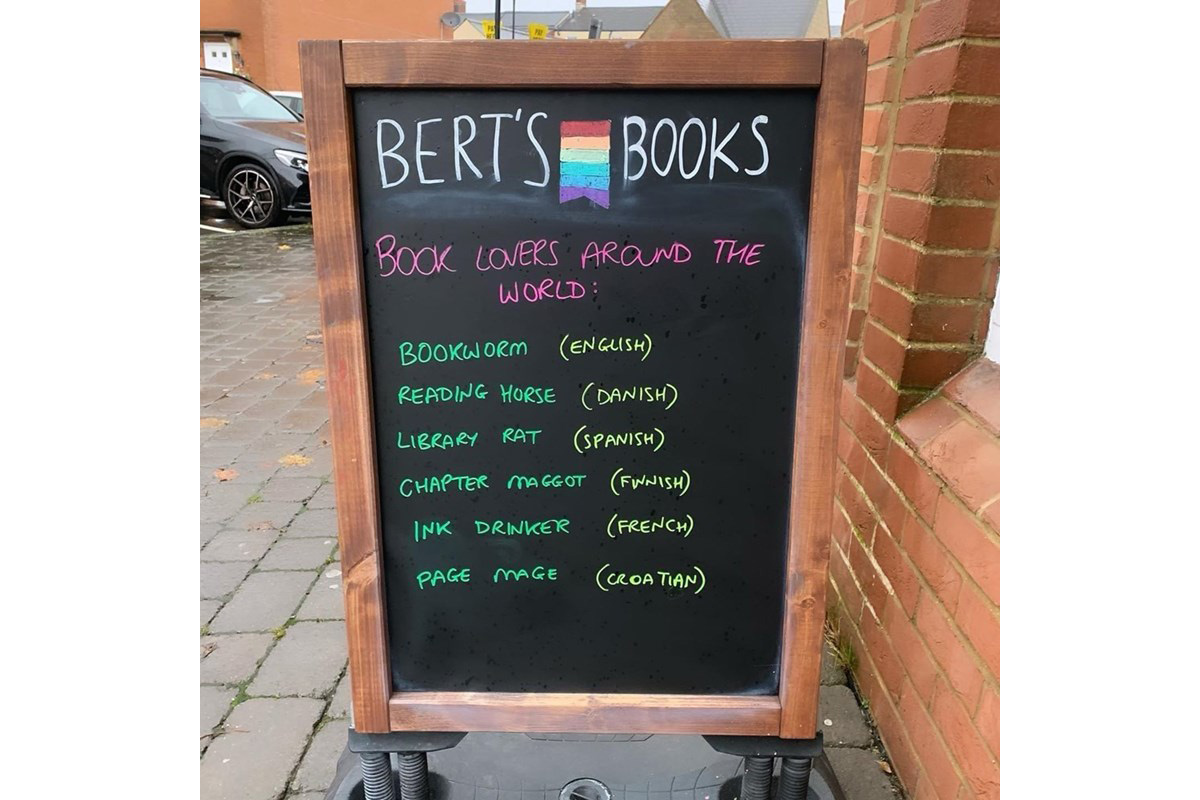 BERT'S BOOKS
BOOK LOVERS AROUND THE
WORLD:
BOOKWORM (ENGLISH)
READING HORSE (DANISH)
LIBRARY RAT (SPANISH)
CHAPTER MAGGOT (FINNISH)
INK DRINKER (FRENCH)
PAGE MAGE (CROATIAN)